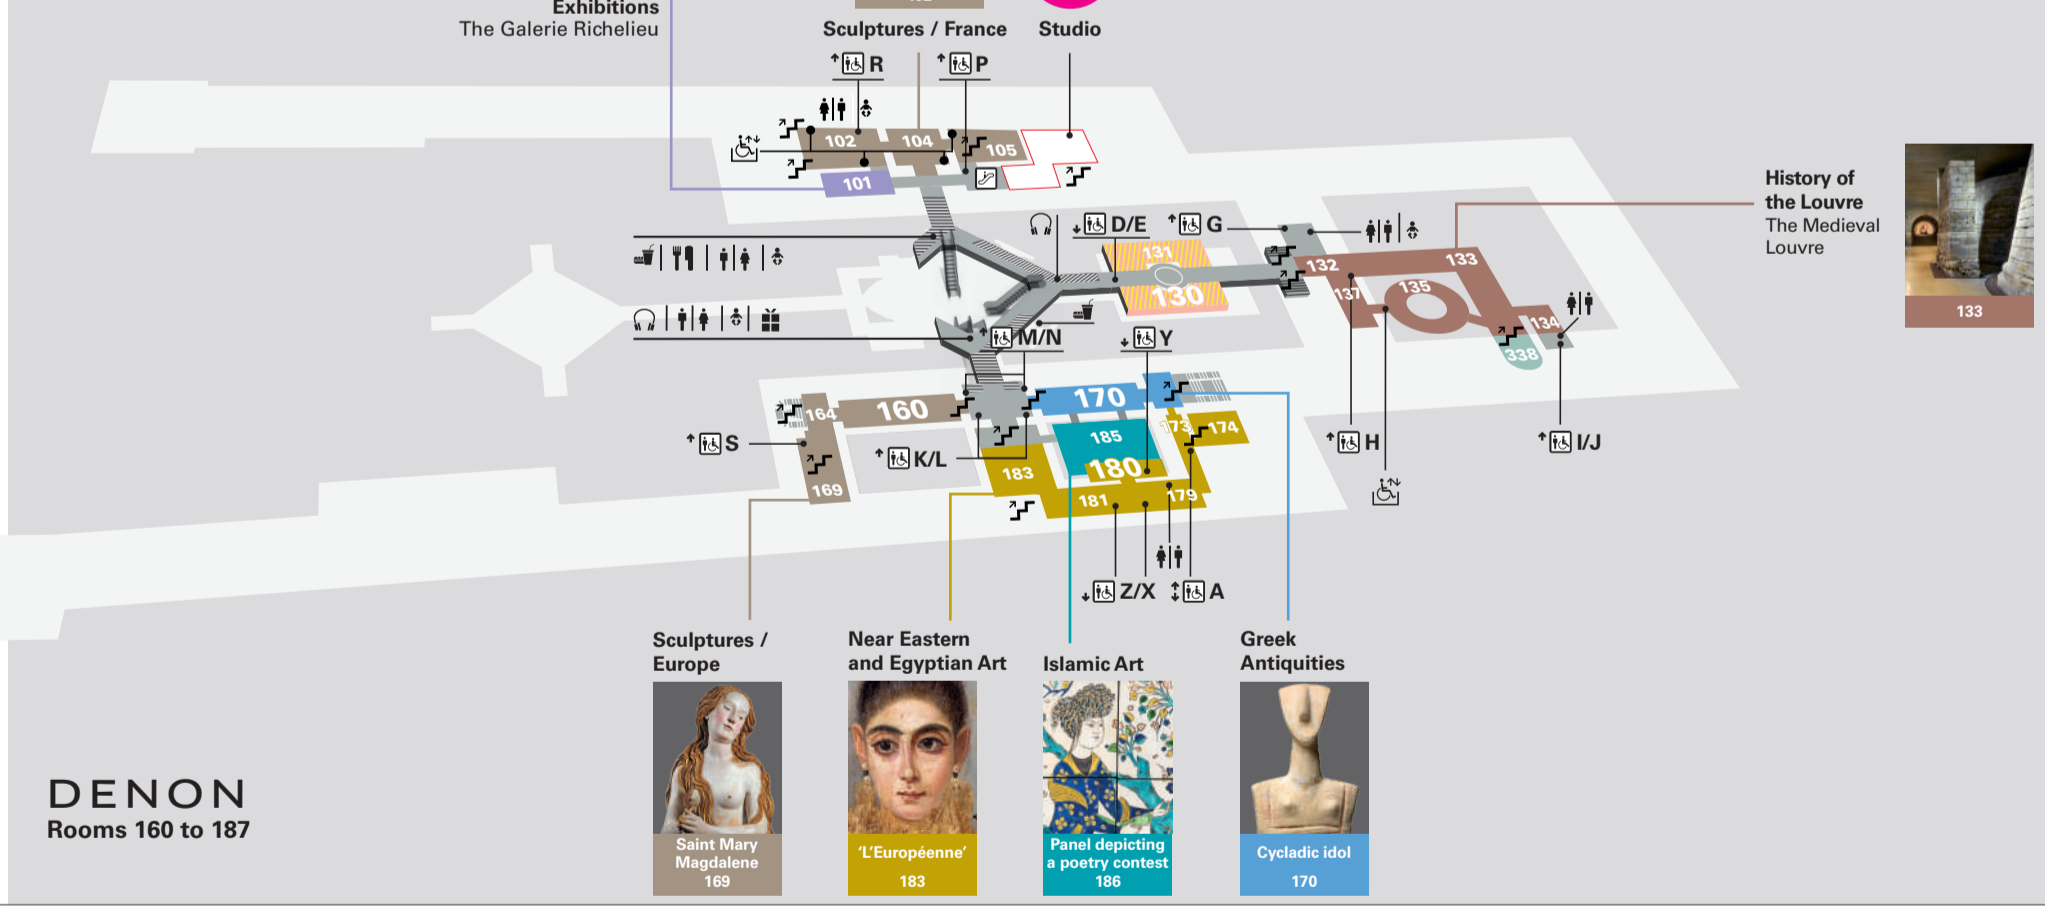 Exhibitions
The Galerie Richelieu
Sculptures / France
Studio
R
P
102
104
105
101
D/E
G
131
130
132
133
137
135
134
338
History of
the Louvre
The Medieval
Louvre
133
M/N
Y
164
160
170
173
174
185
180
183
181
179
169
S
K/L
H
I/J
Z/X
A
Sculptures /
Europe
Near Eastern
and Egyptian Art
Islamic Art
Greek
Antiquities
Saint Mary
Magdalene
169
'L'Européenne'
183
Panel depicting
a poetry contest
186
Cycladic idol
170
DENON
Rooms 160 to 187